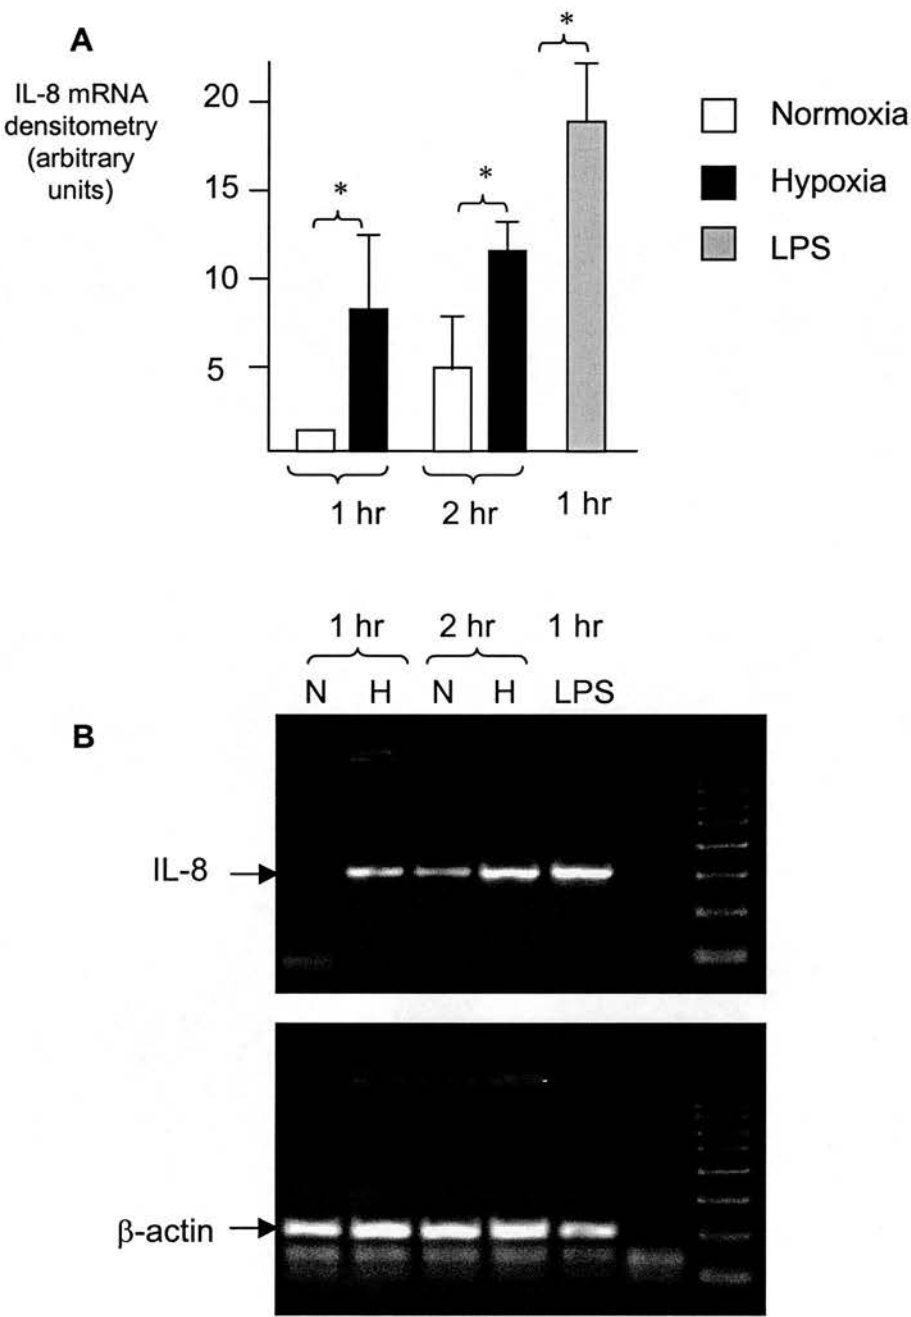 A
IL-8 mRNA
densitometry
(arbitrary
units)
20
15
10
5
*
*
*
Normoxia
Hypoxia
LPS
1 hr
2 hr
1 hr
1 hr
2 hr
1 hr
N
H
N
H
LPS
B
IL-8
β-actin